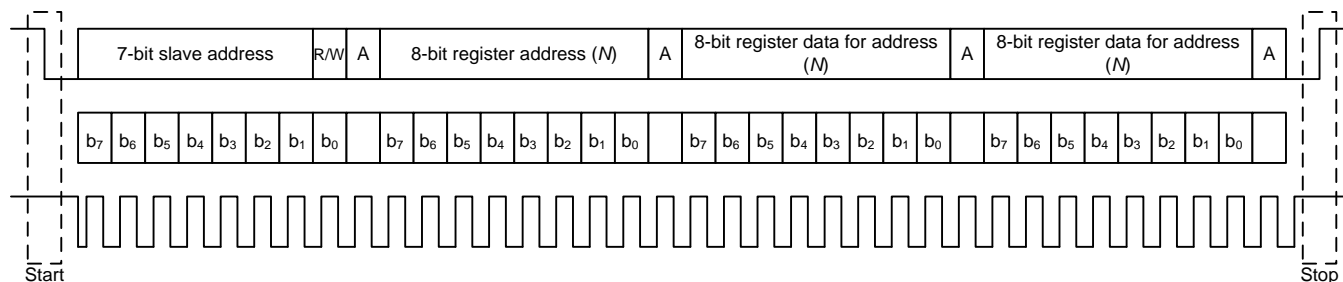 7-bit slave address R/W A 8-bit register address (N) A 8-bit register data for address (N) A 8-bit register data for address (N) A
b7 b6 b5 b4 b3 b2 b1 b0 b7 b6 b5 b4 b3 b2 b1 b0 b7 b6 b5 b4 b3 b2 b1 b0 b7 b6 b5 b4 b3 b2 b1 b0
Start Stop